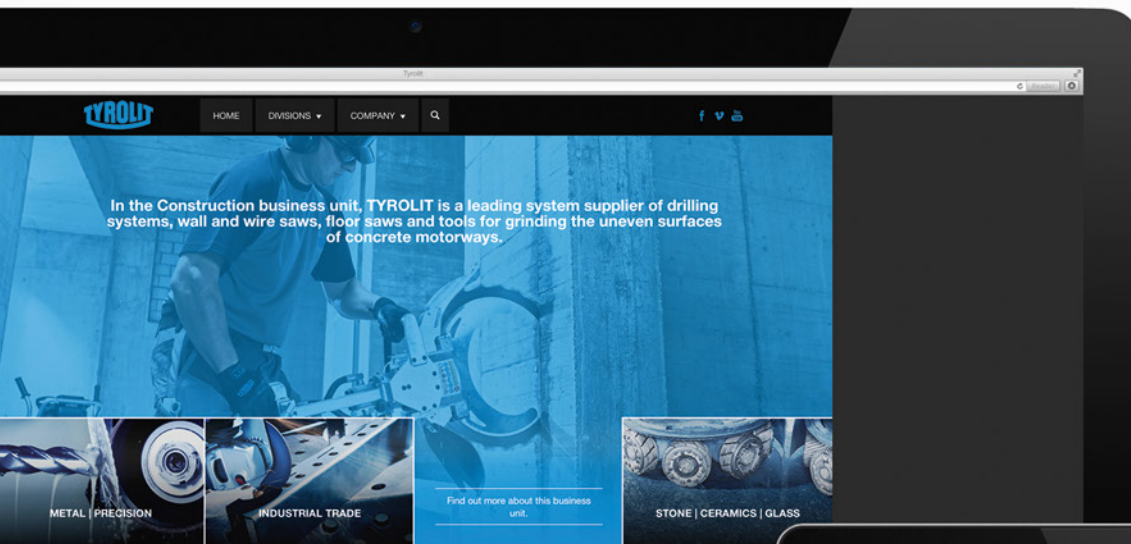 Tyrolit
Reader
TYROLIT
HOME
DIVISIONS
COMPANY
In the Construction business unit, TYROLIT is a leading system supplier of drilling
systems, wall and wire saws, floor saws and tools for grinding the uneven surfaces
of concrete motorways.
METAL | PRECISION
INDUSTRIAL TRADE
Find out more about this business
unit.
STONE | CERAMICS | GLASS